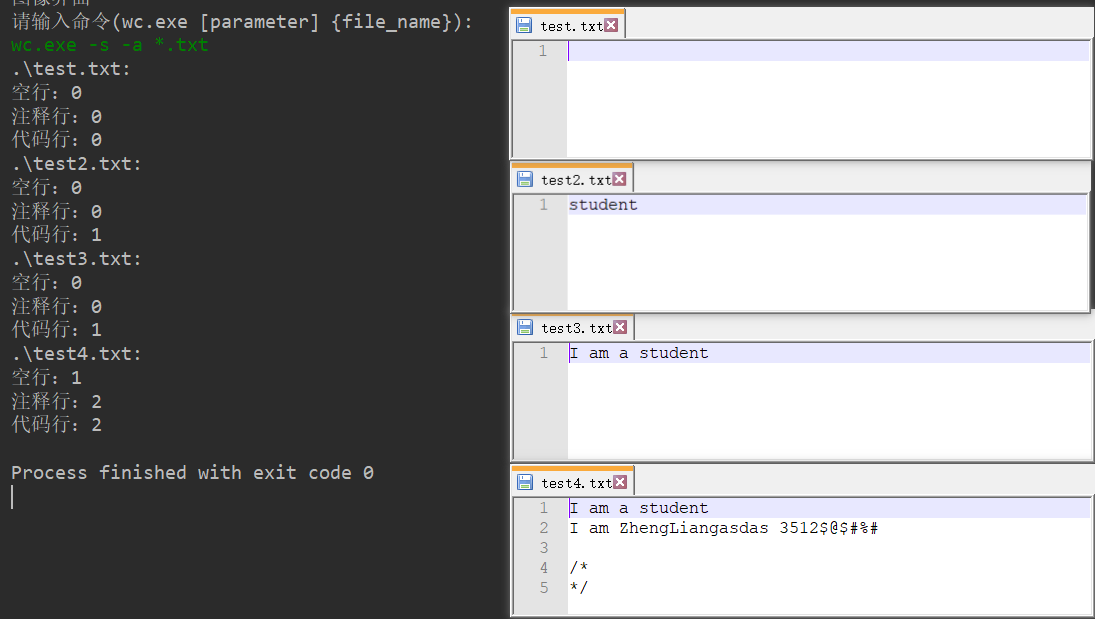 图像界面
请输入命令(wc.exe [parameter] {file_name}):
wc.exe -s -a *.txt
.\test.txt:
空行: 0
注释行: 0
代码行: 0
.\test2.txt:
空行: 0
注释行: 0
代码行: 1
.\test3.txt:
空行: 0
注释行: 0
代码行: 1
.\test4.txt:
空行: 1
注释行: 2
代码行: 2
Process finished with exit code 0
test.txt
1
test2.txt
1 student
test3.txt
1 I am a student
test4.txt
1 I am a student
2 I am ZhengLiangasdas 3512$@$#%#
3
4 /*
5 */